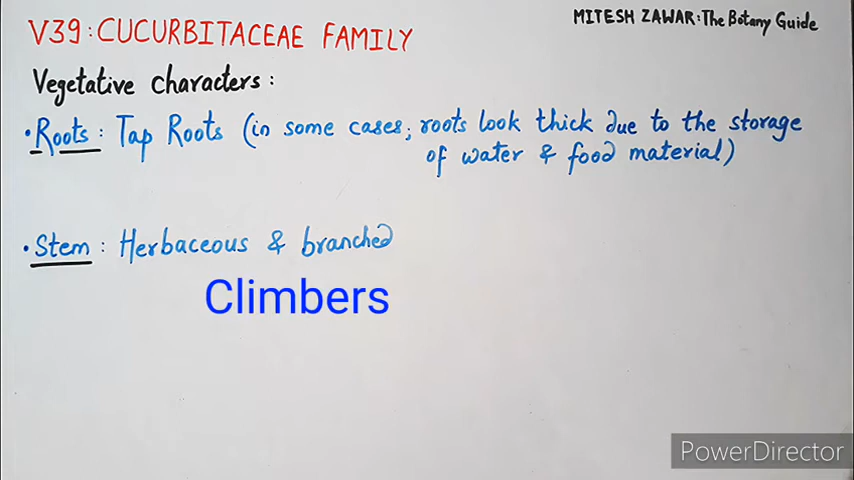 V39: CUCURBITACEAE FAMILY
MITESH ZAWAR: The Botany Guide
Vegetative characters:
• Roots: Tap Roots (in some cases; roots look thick due to the storage
of water & food material)
• Stem: Herbaceous & branched
Climbers
PowerDirector